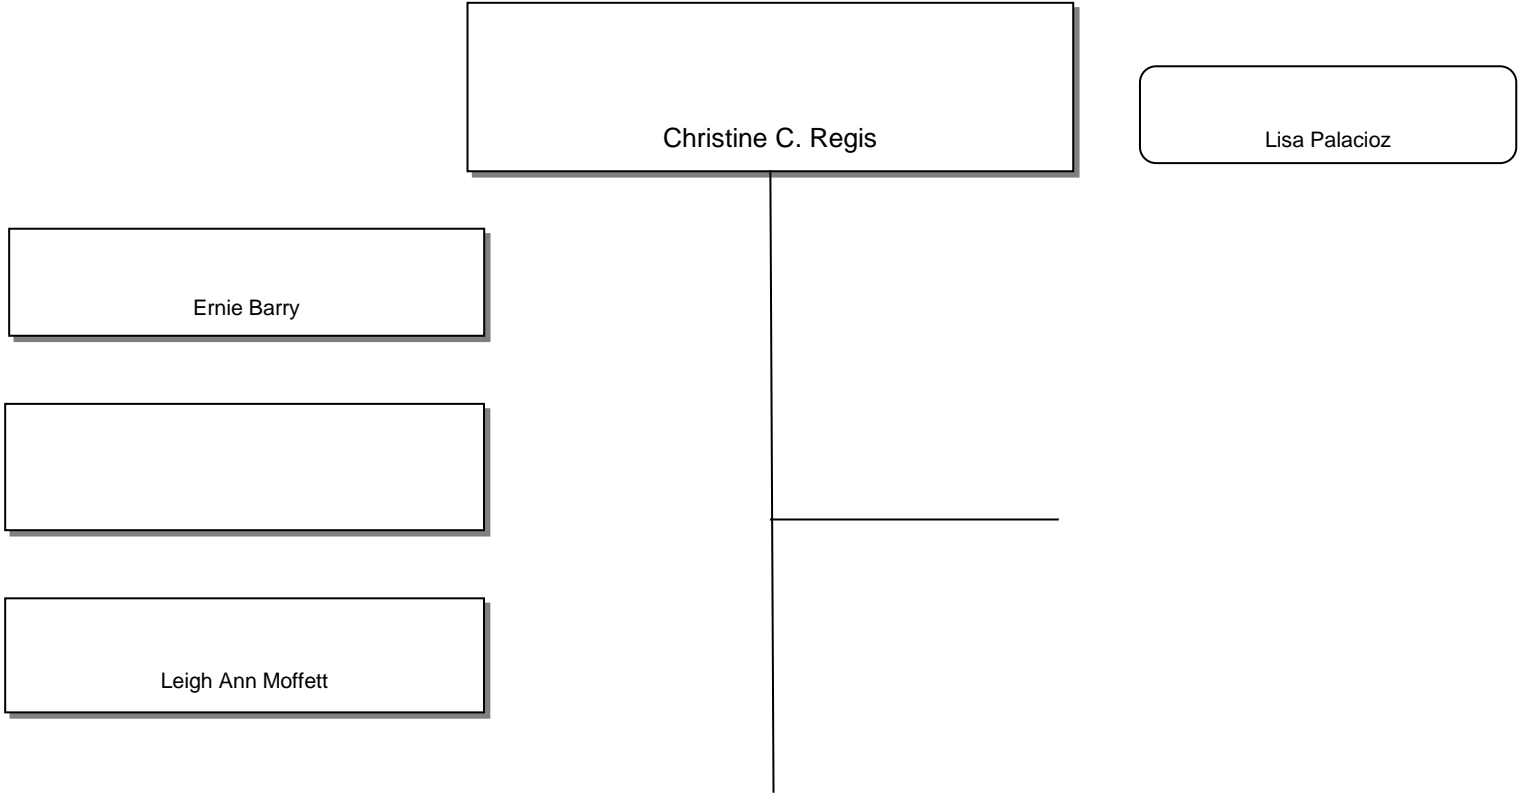 Christine C. Regis
Lisa Palacioz
Ernie Barry
Leigh Ann Moffett